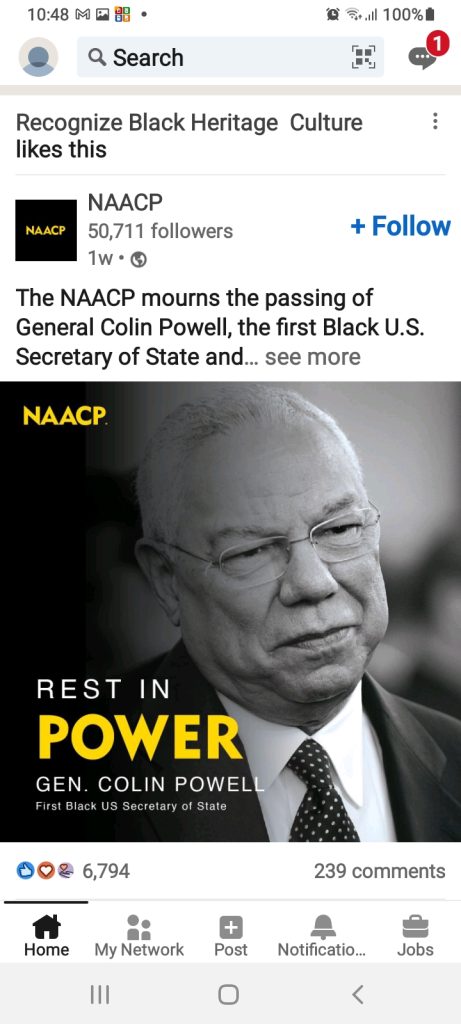 10:48 100%
Search 1
Recognize Black Heritage Culture
likes this
NAACP
NAACP
50,711 followers
+ Follow
1w •
The NAACP mourns the passing of
General Colin Powell, the first Black U.S.
Secretary of State and... see more
NAACP.
REST IN
POWER
GEN. COLIN POWELL
First Black US Secretary of State
6,794 239 comments
Home My Network Post Notificatio... Jobs